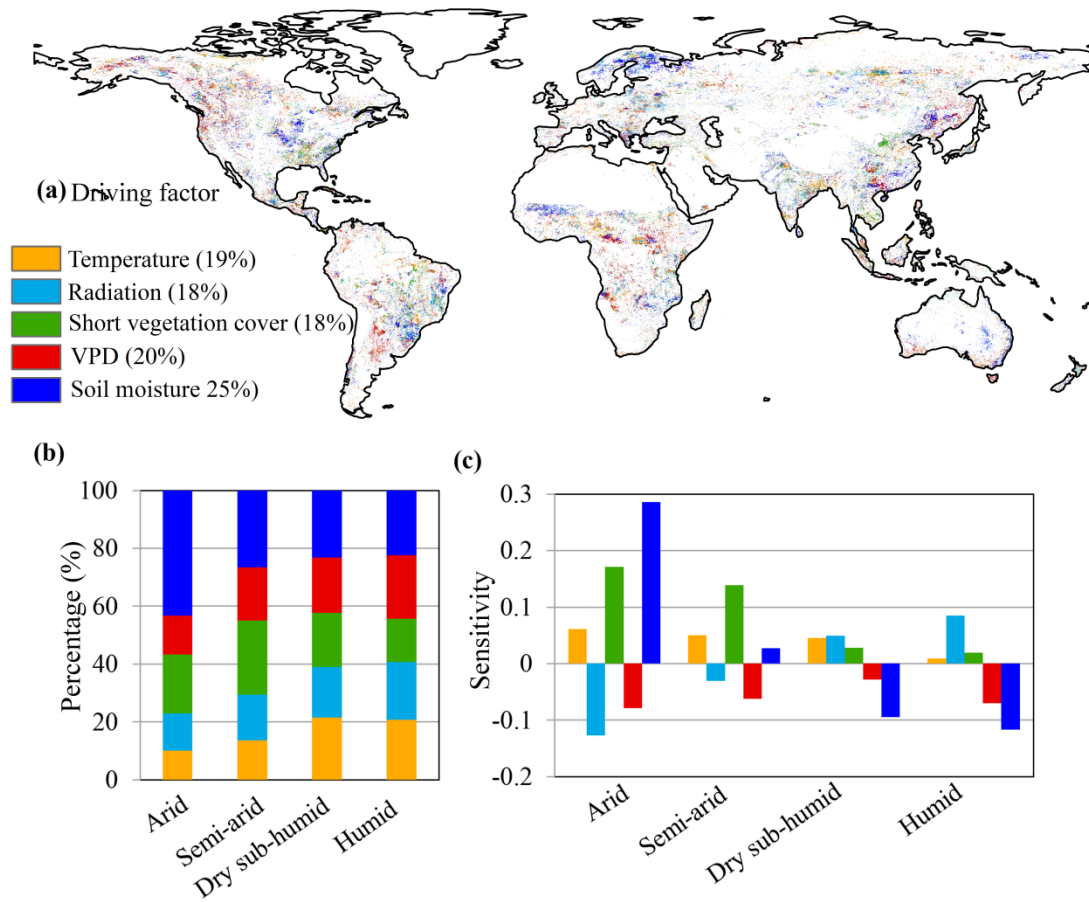 (a) Driving factor
Temperature (19%)
Radiation (18%)
Short vegetation cover (18%)
VPD (20%)
Soil moisture 25%)
(b)
Percentage (%)
100
80
60
40
20
0
Arid
Semi-arid
Dry sub-humid
Humid
(c)
Sensitivity
0.3
0.2
0.1
0
-0.1
-0.2
Arid
Semi-arid
Dry sub-humid
Humid